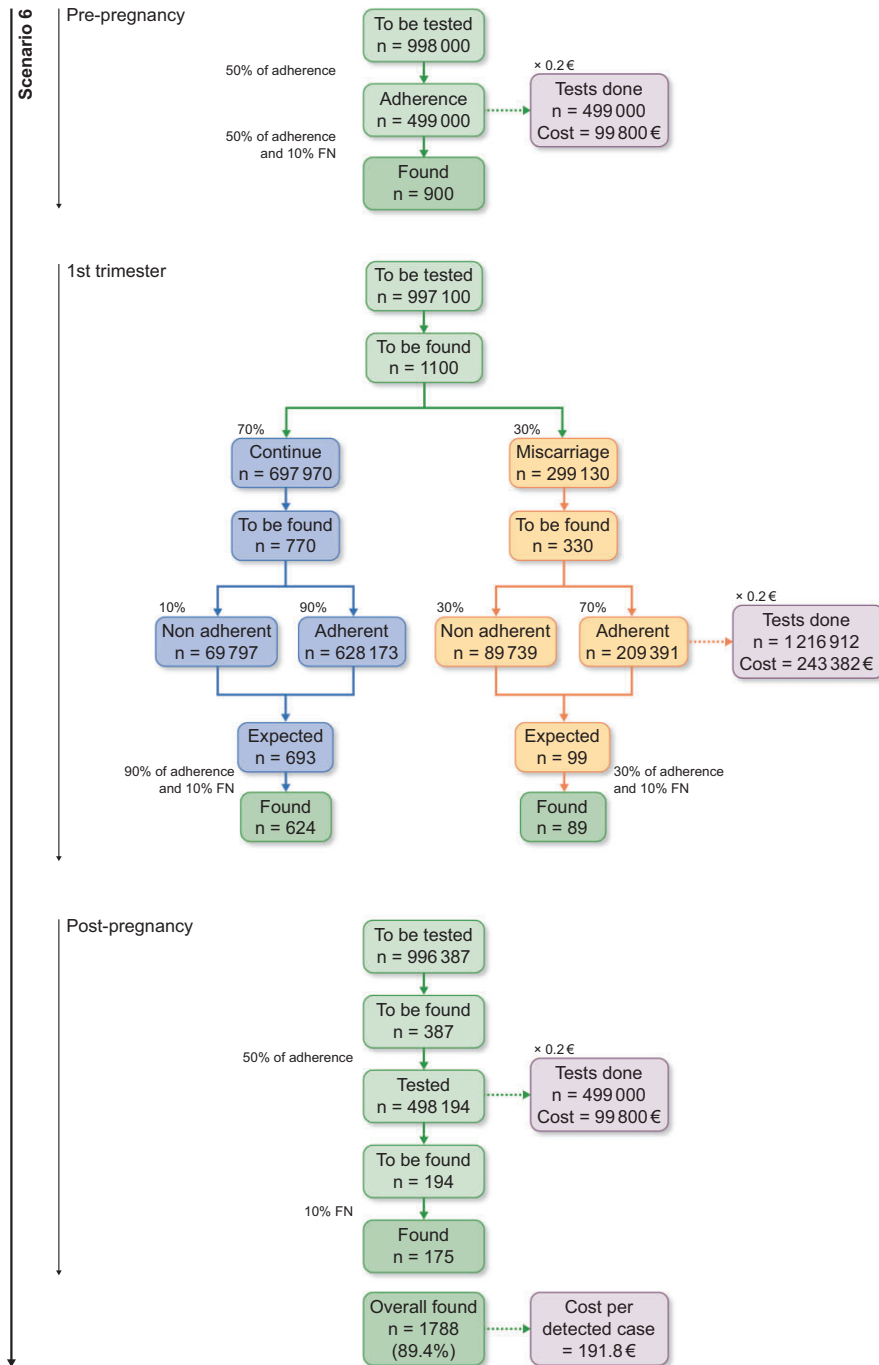 Scenario 6
Pre-pregnancy
To be tested
n = 998 000
50% of adherence
× 0.2 €
Adherence
n = 499 000
Tests done
n = 499 000
Cost = 99 800 €
50% of adherence
and 10% FN
Found
n = 900
1st trimester
To be tested
n = 997 100
To be found
n = 1100
70%
Continue
n = 697 970
30%
Miscarriage
n = 299 130
To be found
n = 770
To be found
n = 330
10%
Non adherent
n = 69 797
90%
Adherent
n = 628 173
30%
Non adherent
n = 89 739
70%
Adherent
n = 209 391
× 0.2 €
Tests done
n = 1 216 912
Cost = 243 382 €
Expected
n = 693
Expected
n = 99
90% of adherence
and 10% FN
30% of adherence
and 10% FN
Found
n = 624
Found
n = 89
Post-pregnancy
To be tested
n = 996 387
To be found
n = 387
50% of adherence
× 0.2 €
Tested
n = 498 194
Tests done
n = 499 000
Cost = 99 800 €
To be found
n = 194
10% FN
Found
n = 175
Overall found
n = 1788
(89.4%)
Cost per
detected case
= 191.8 €